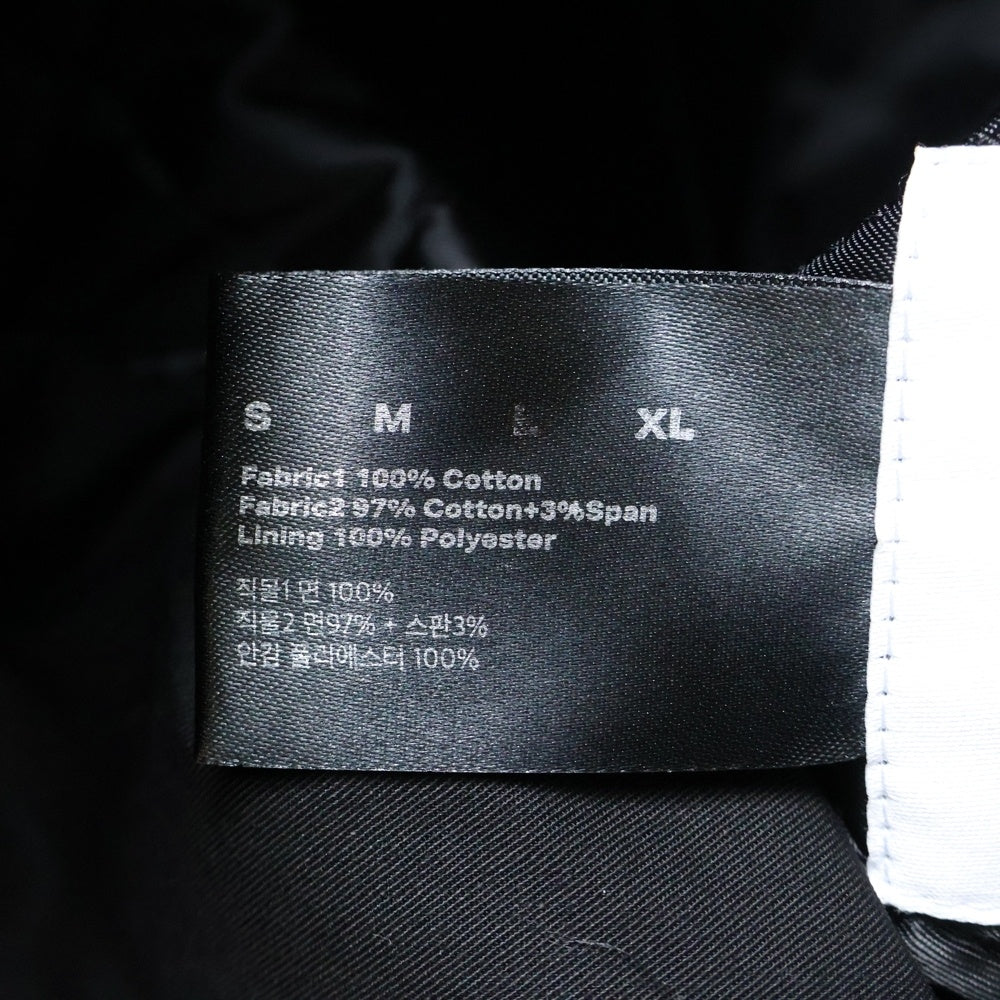 S M L XL
Fabric1 100% Cotton
Fabric2 97% Cotton+3%Span
Lining 100% Polyester
직물1 면 100%
직물2 면97% + 스판3%
안감 폴리에스터 100%